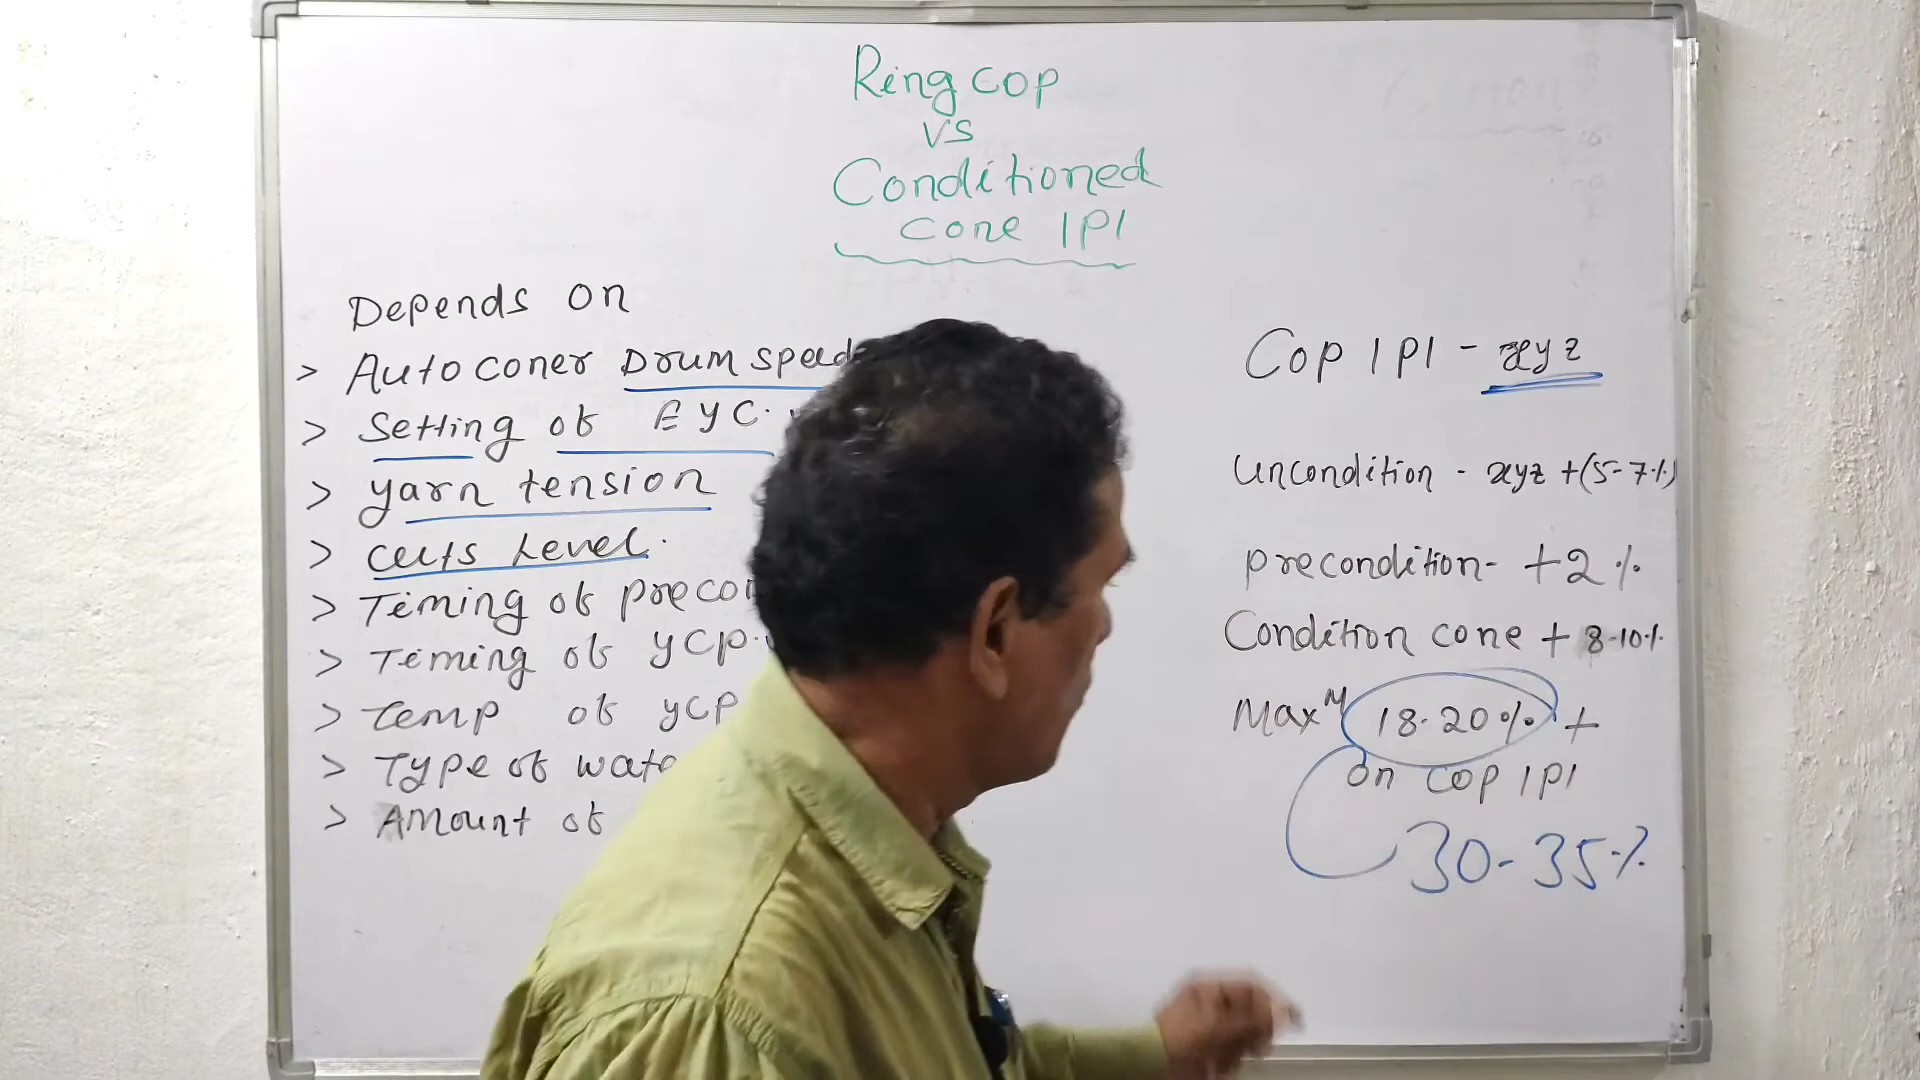 Ring cop
vs
Conditioned
cone IPI
Depends on
> Autoconer Drum speed
> Setting of EYC.
> yarn tension
> cuts Level.
> Timing of precon
> Timing of YCP.
> Temp of YCP
> Type of wate
> Amount of
Cop IPI - xyz
uncondition - xyz + (5-7%)
precondition - +2%
Condition cone + 8-10%
Max^M 18-20% +
on cop IPI
30-35%